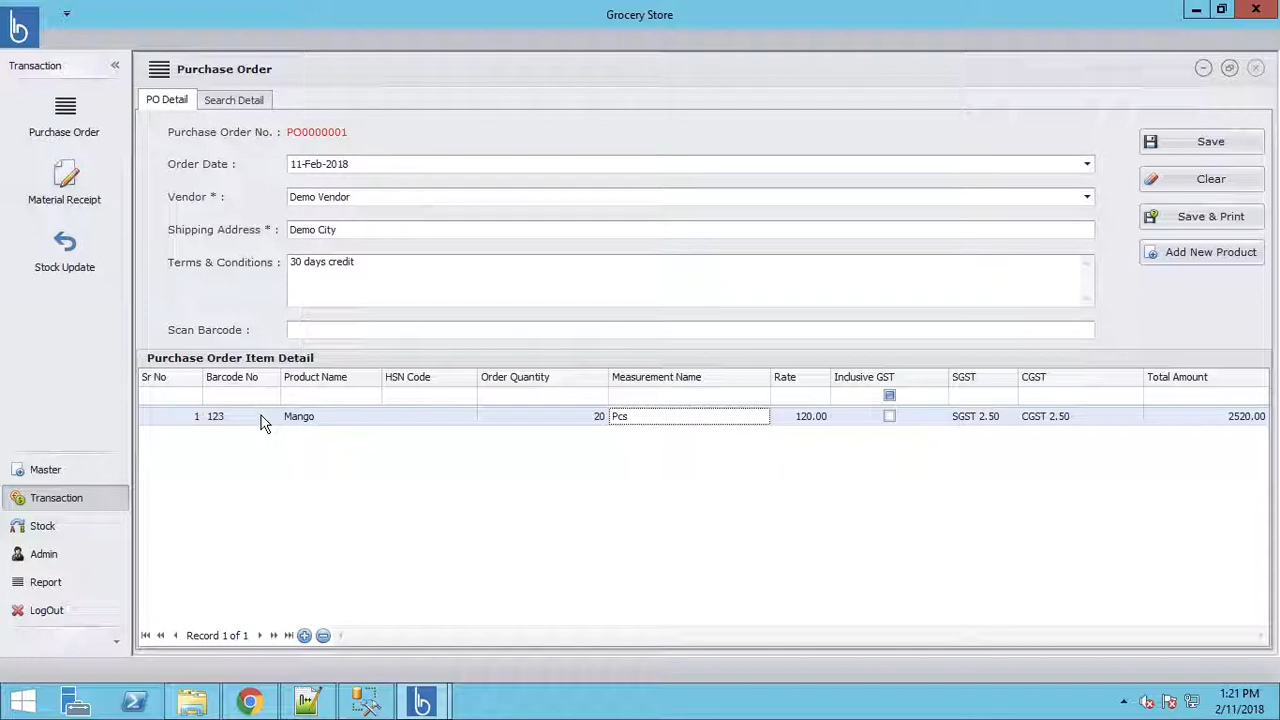 Grocery Store
Transaction
«
Purchase Order
Purchase Order
Material Receipt
Stock Update
PO Detail
Search Detail
Purchase Order No. : PO0000001
Order Date : 11-Feb-2018
Vendor * : Demo Vendor
Shipping Address * : Demo City
Terms & Conditions : 30 days credit
Scan Barcode :
Save
Clear
Save & Print
Add New Product
Purchase Order Item Detail
Sr No Barcode No Product Name HSN Code Order Quantity Measurement Name Rate Inclusive GST SGST CGST Total Amount
1 123 Mango 20 Pcs 120.00 SGST 2.50 CGST 2.50 2520.00
Master
Transaction
Stock
Admin
Report
LogOut
Record 1 of 1
1:21 PM
2/11/2018